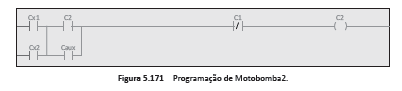 Cx1 C2 C1 C2
Cx2 Caux
Figura 5.171 Programação de Motobomba2.